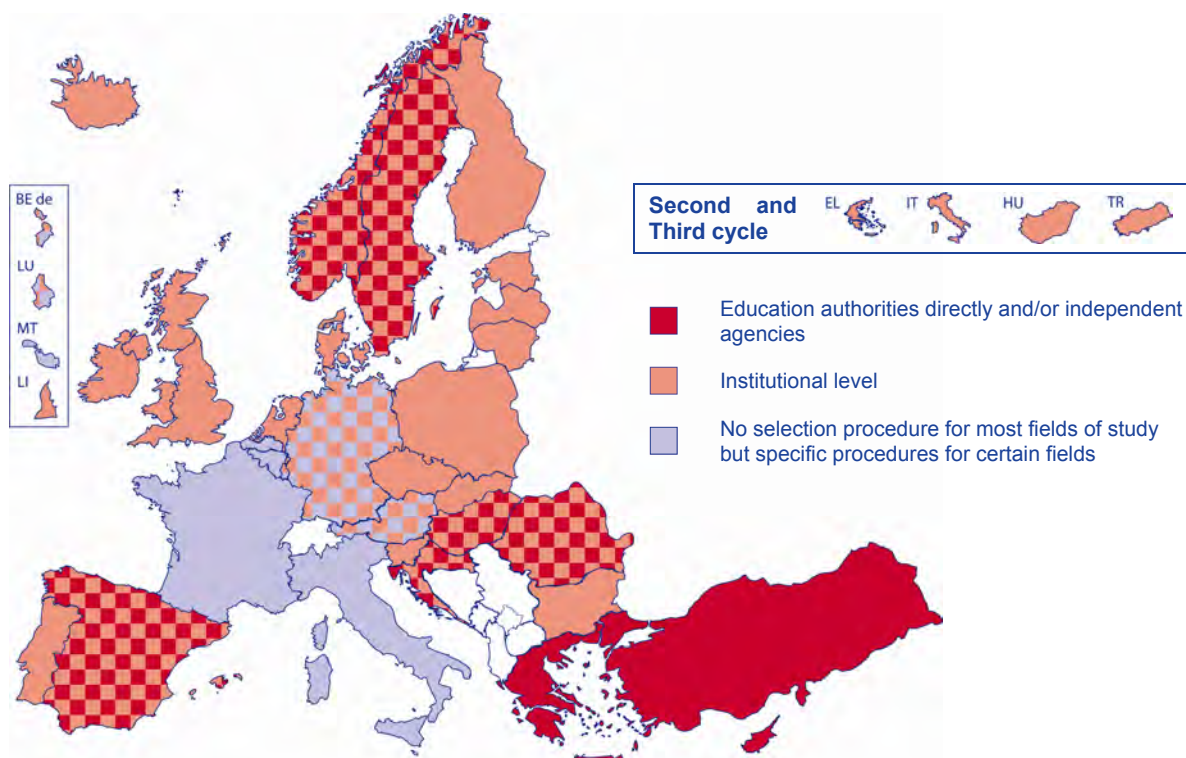 BE de
LU
MT
LI
Second and
Third cycle
EL
IT
HU
TR
Education authorities directly and/or independent
agencies
Institutional level
No selection procedure for most fields of study
but specific procedures for certain fields